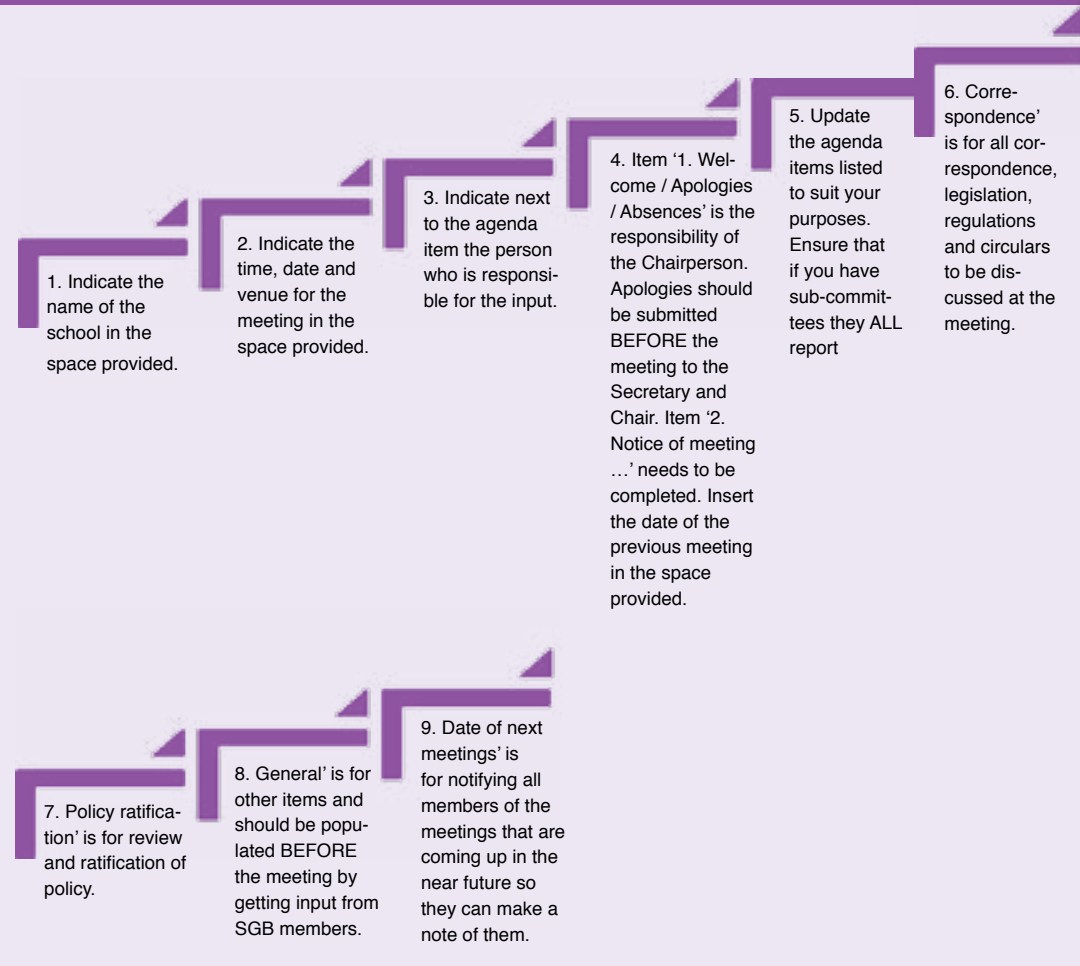 1. Indicate the
name of the
school in the
space provided.
2. Indicate the
time, date and
venue for the
meeting in the
space provided.
3. Indicate next
to the agenda
item the person
who is responsi-
ble for the input.
4. Item ‘1. Wel-
come / Apologies
/ Absences’ is the
responsibility of
the Chairperson.
Apologies should
be submitted
BEFORE the
meeting to the
Secretary and
Chair. Item ‘2.
Notice of meeting
…’ needs to be
completed. Insert
the date of the
previous meeting
in the space
provided.
5. Update
the agenda
items listed
to suit your
purposes.
Ensure that
if you have
sub-commit-
tees they ALL
report
6. Corre-
spondence’
is for all cor-
respondence,
legislation,
regulations
and circulars
to be dis-
cussed at the
meeting.
7. Policy ratifica-
tion’ is for review
and ratification of
policy.
8. General’ is for
other items and
should be popu-
lated BEFORE
the meeting by
getting input from
SGB members.
9. Date of next
meetings’ is
for notifying all
members of the
meetings that are
coming up in the
near future so
they can make a
note of them.